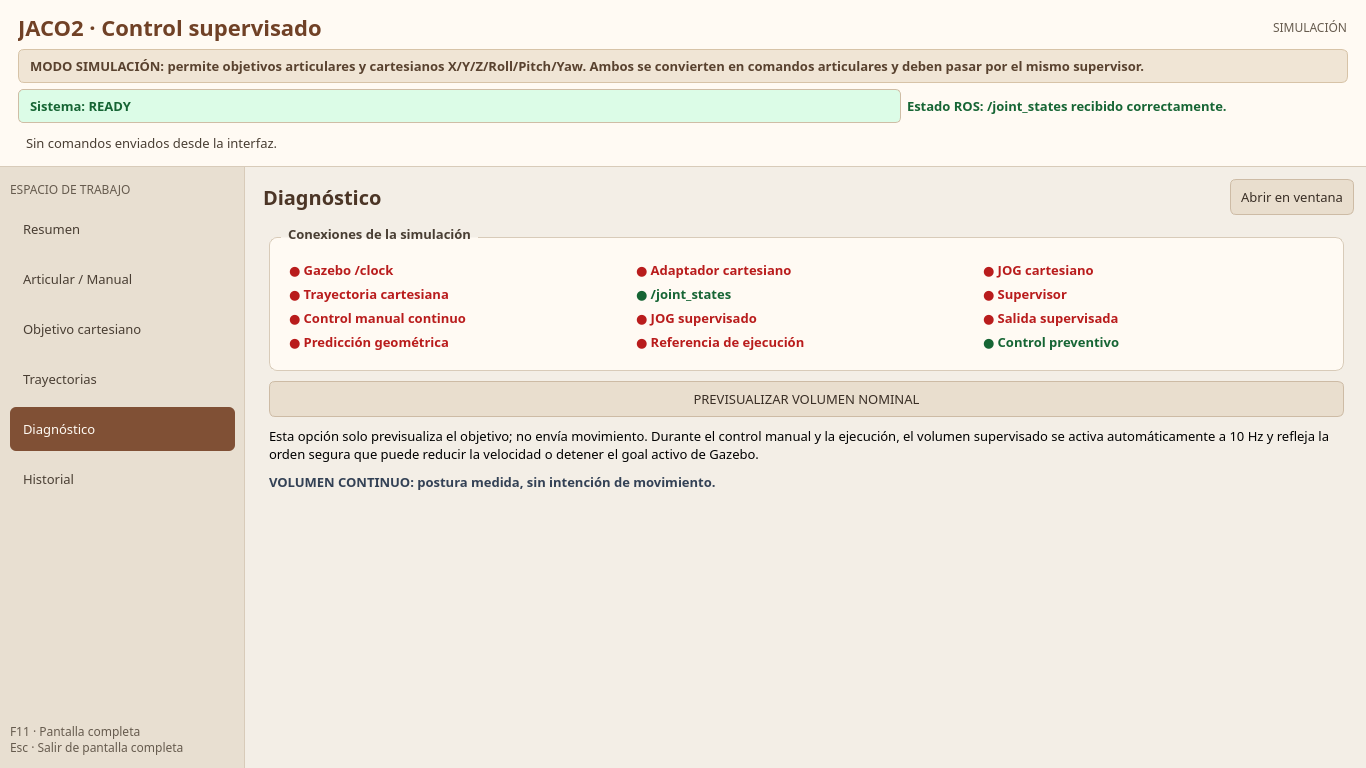 JACO2 · Control supervisado
SIMULACIÓN
MODO SIMULACIÓN: permite objetivos articulares y cartesianos X/Y/Z/Roll/Pitch/Yaw. Ambos se convierten en comandos articulares y deben pasar por el mismo supervisor.
Sistema: READY
Estado ROS: /joint_states recibido correctamente.
Sin comandos enviados desde la interfaz.
ESPACIO DE TRABAJO
Resumen
Articular / Manual
Objetivo cartesiano
Trayectorias
Diagnóstico
Historial
F11 · Pantalla completa
Esc · Salir de pantalla completa
Diagnóstico
Abrir en ventana
Conexiones de la simulación
● Gazebo /clock
● Adaptador cartesiano
● JOG cartesiano
● Trayectoria cartesiana
● /joint_states
● Supervisor
● Control manual continuo
● JOG supervisado
● Salida supervisada
● Predicción geométrica
● Referencia de ejecución
● Control preventivo
PREVISUALIZAR VOLUMEN NOMINAL
Esta opción solo previsualiza el objetivo; no envía movimiento. Durante el control manual y la ejecución, el volumen supervisado se activa automáticamente a 10 Hz y refleja la
orden segura que puede reducir la velocidad o detener el goal activo de Gazebo.
VOLUMEN CONTINUO: postura medida, sin intención de movimiento.